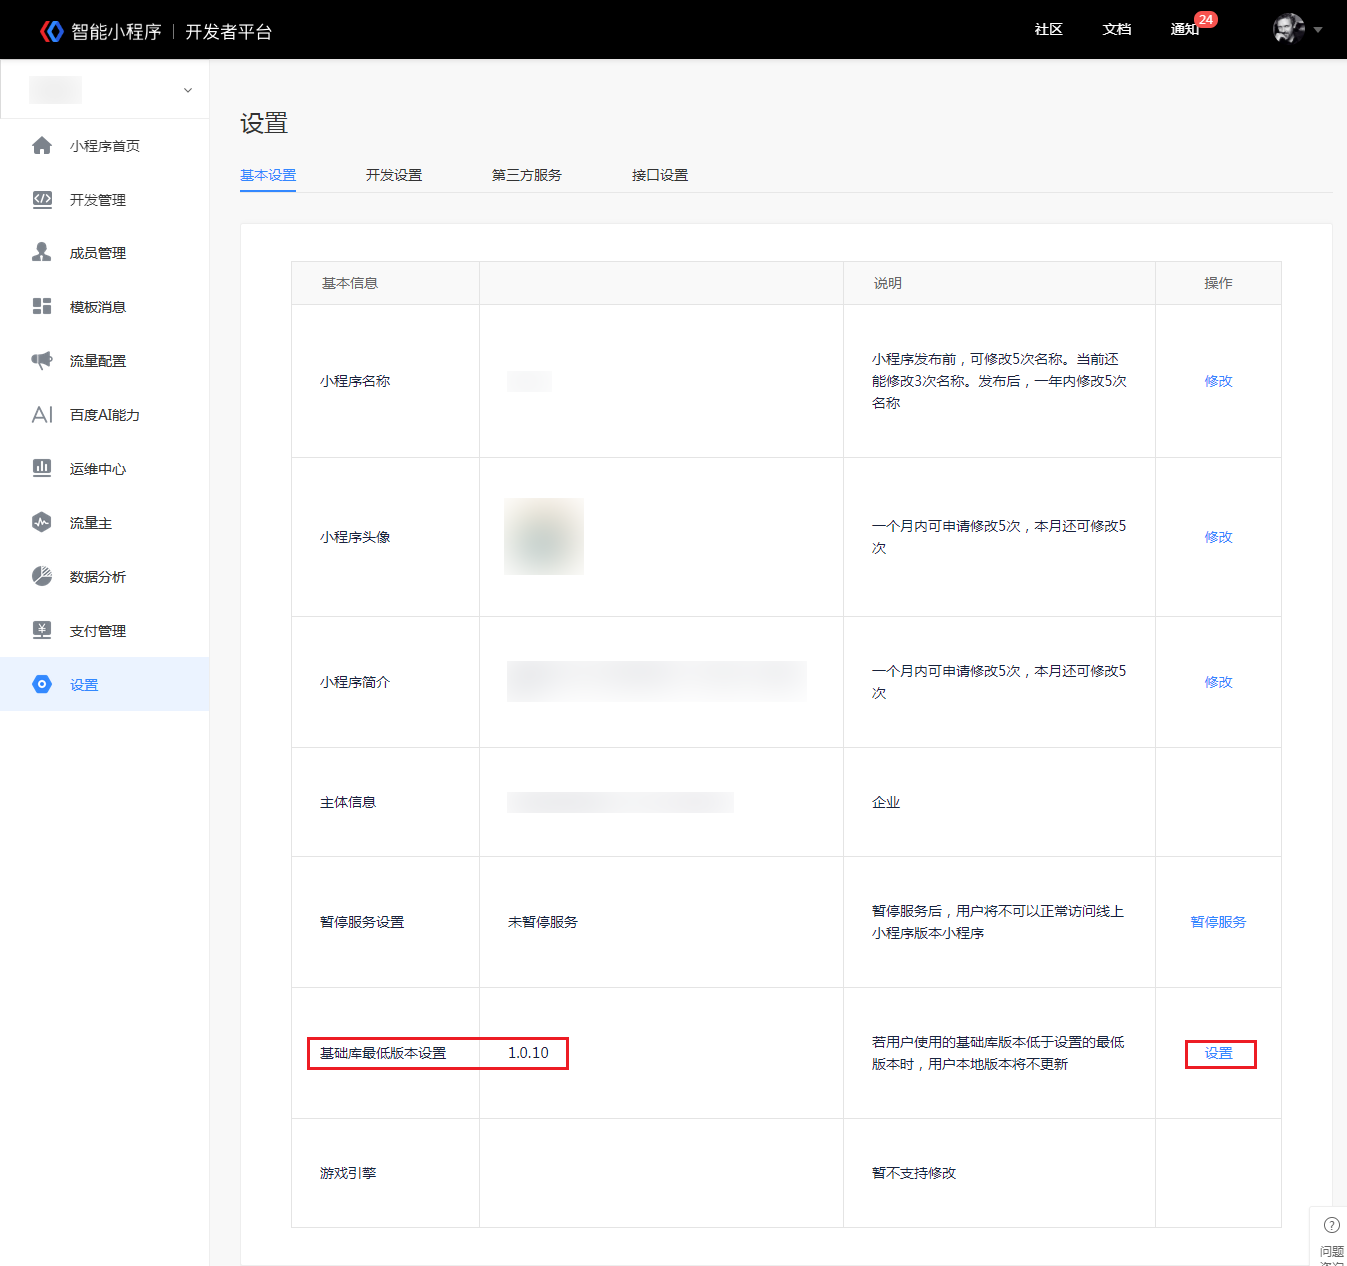 智能小程序 | 开发者平台
社区
文档
通知
24
小程序首页
开发管理
成员管理
模板消息
流量配置
AI
百度AI能力
运维中心
流量主
数据分析
支付管理
设置
设置
基本设置
开发设置
第三方服务
接口设置
基本信息
说明
操作
小程序名称
小程序发布前，可修改5次名称。当前还
能修改3次名称。发布后，一年内修改5次
名称
修改
小程序头像
一个月内可申请修改5次，本月还可修改5
次
修改
小程序简介
一个月内可申请修改5次，本月还可修改5
次
修改
主体信息
企业
暂停服务设置
未暂停服务
暂停服务后，用户将不可以正常访问线上
小程序版本小程序
暂停服务
基础库最低版本设置
1.0.10
若用户使用的基础库版本低于设置的最低
版本时，用户本地版本将不更新
设置
游戏引擎
暂不支持修改
问题